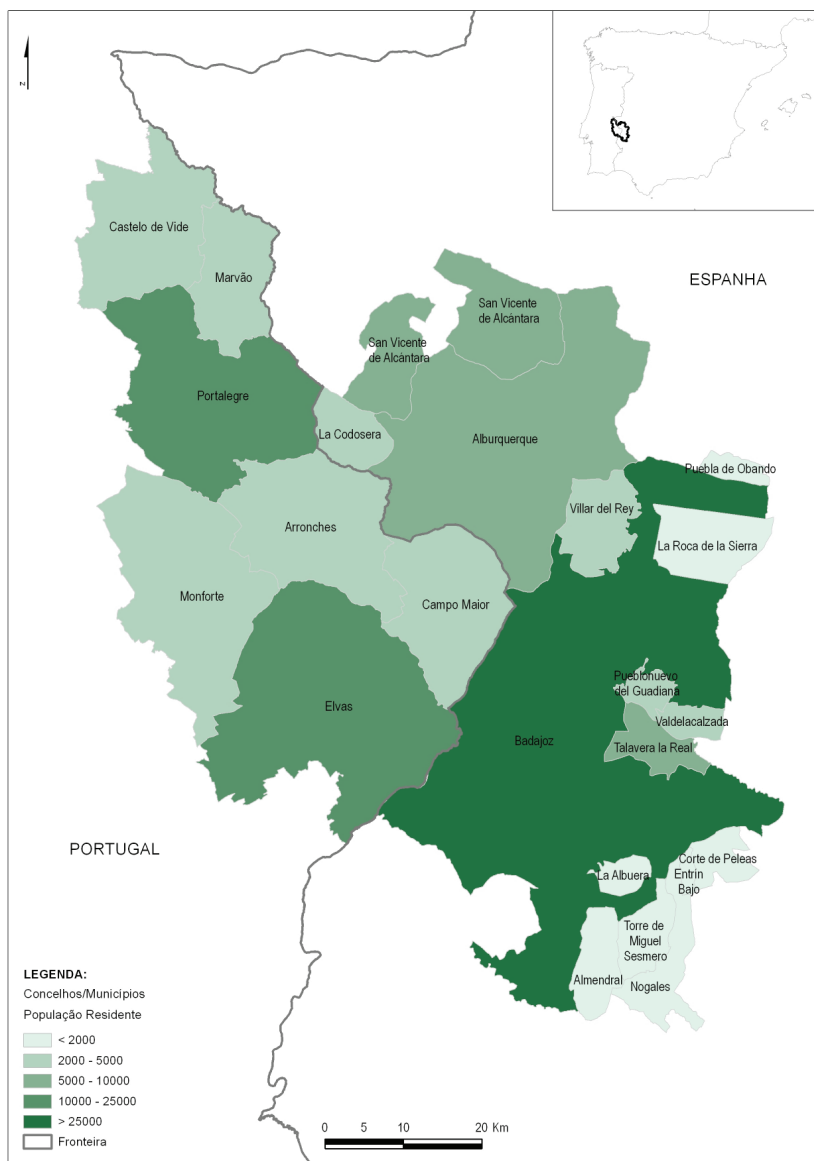 z
ESPANHA
Castelo de Vide
Marvão
San Vicente
de Alcántara
San Vicente
de Alcántara
Portalegre
La Codosera
Alburquerque
Puebla de Obando
Villar del Rey
Arronches
La Roca de la Sierra
Monforte
Campo Maior
Pueblonuevo
del Guadiana
Elvas
Valdelacalzada
Badajoz
Talavera la Real
PORTUGAL
Corte de Peleas
La Albuera
Entrín
Bajo
Torre de
Miguel
Sesmero
Almendral
Nogales
LEGENDA:
Concelhos/Municípios
População Residente
< 2000
2000 - 5000
5000 - 10000
10000 - 25000
> 25000
Fronteira
0 10 20 Km